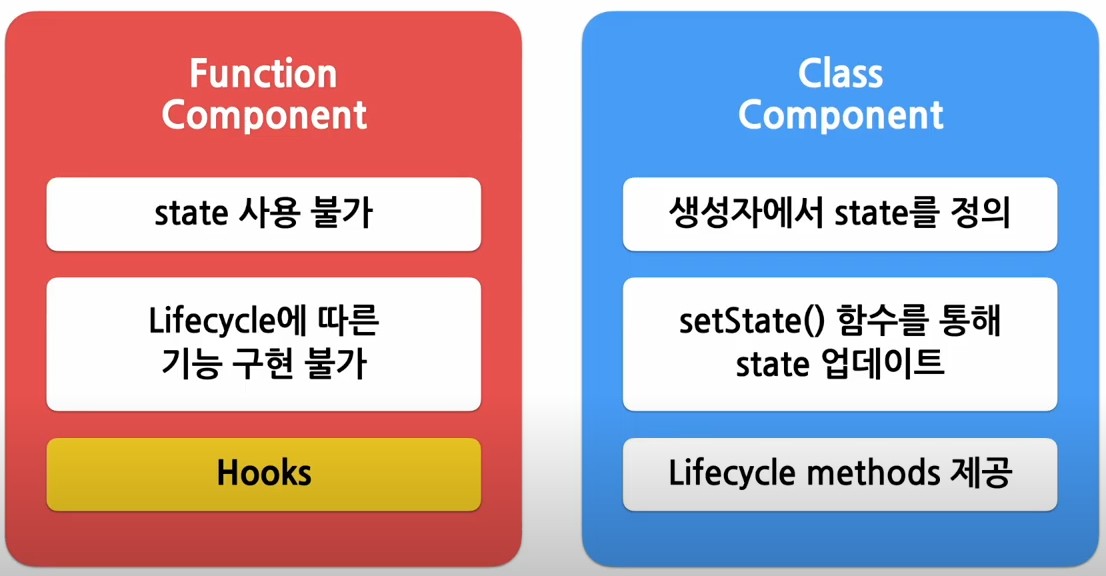 Function
Component
state 사용 불가
Lifecycle에 따른
기능 구현 불가
Hooks
Class
Component
생성자에서 state를 정의
setState() 함수를 통해
state 업데이트
Lifecycle methods 제공